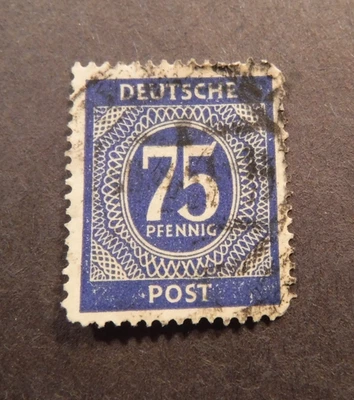 DEUTSCHE
75
PFENNIG
POST